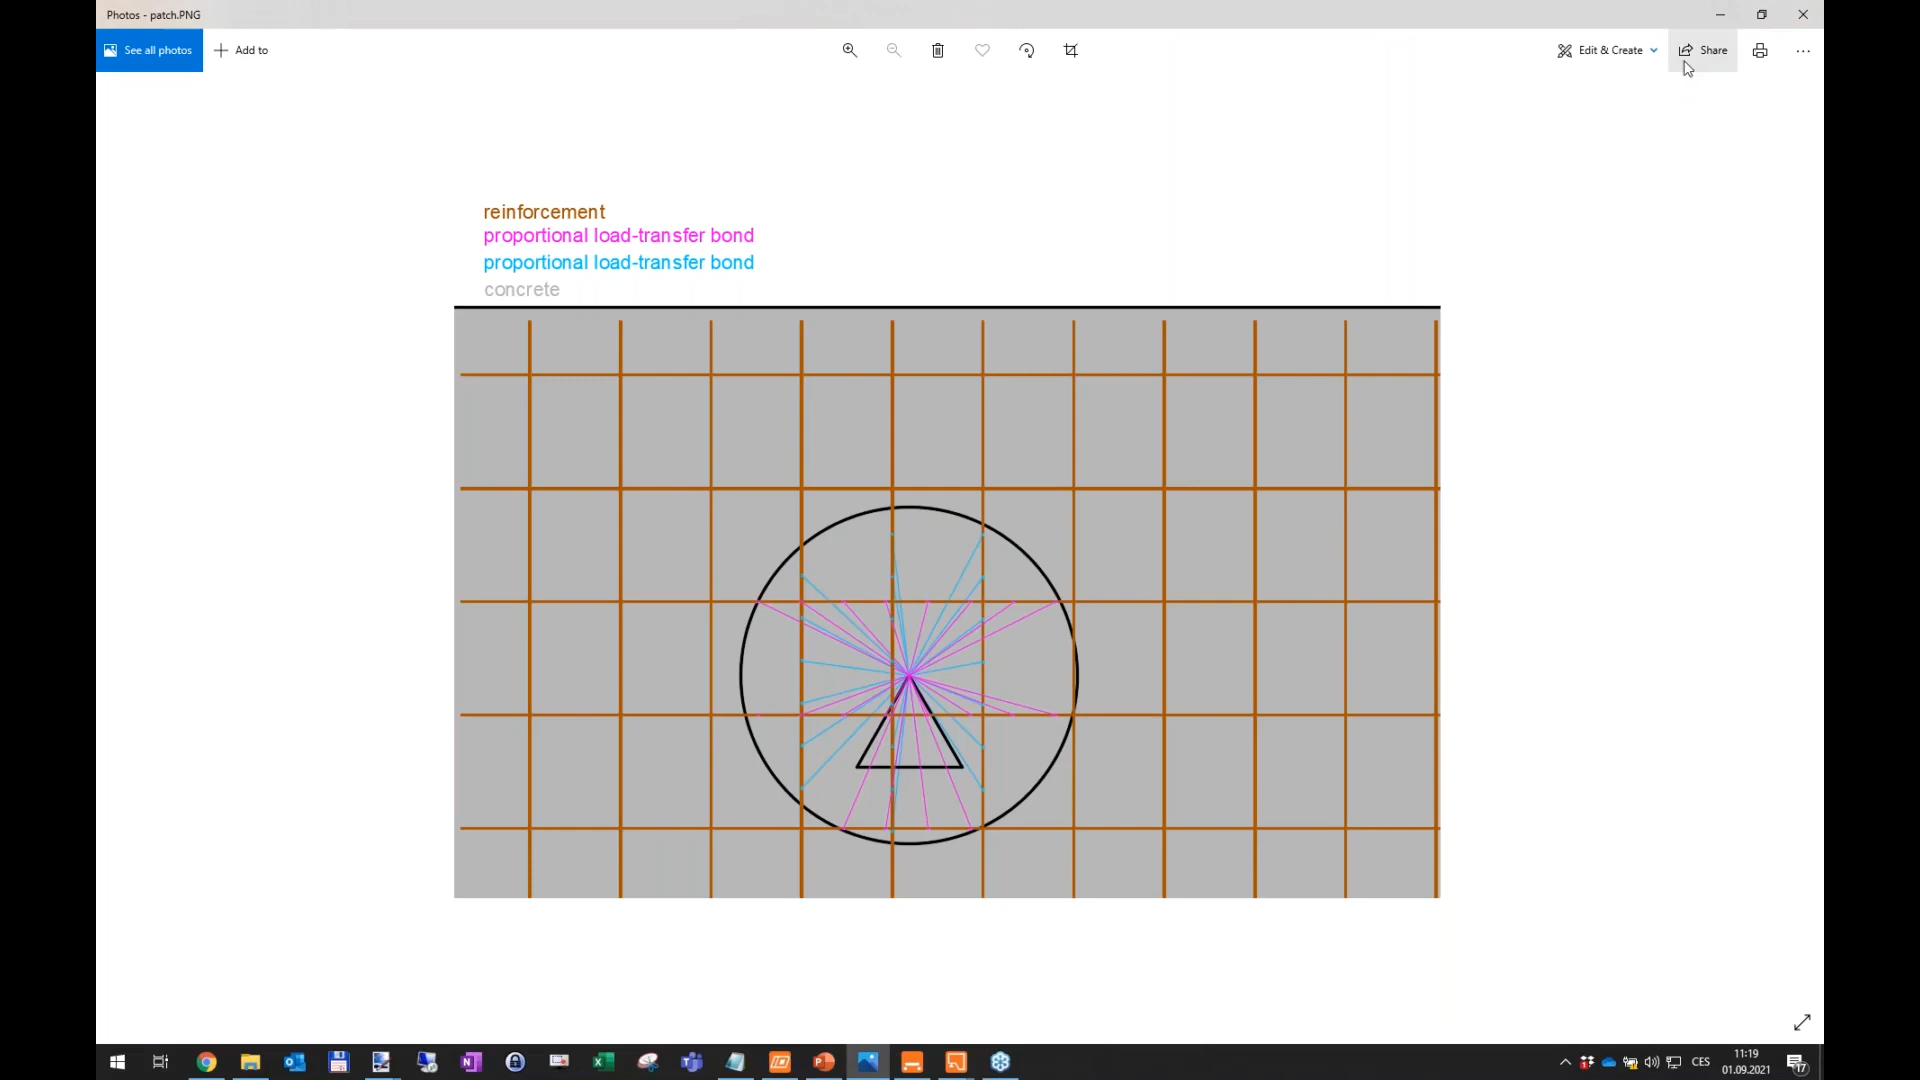 Photos - patch.PNG
See all photos
Add to
Edit & Create
Share
reinforcement
proportional load-transfer bond
proportional load-transfer bond
concrete
CES
11:19
01.09.2021
17